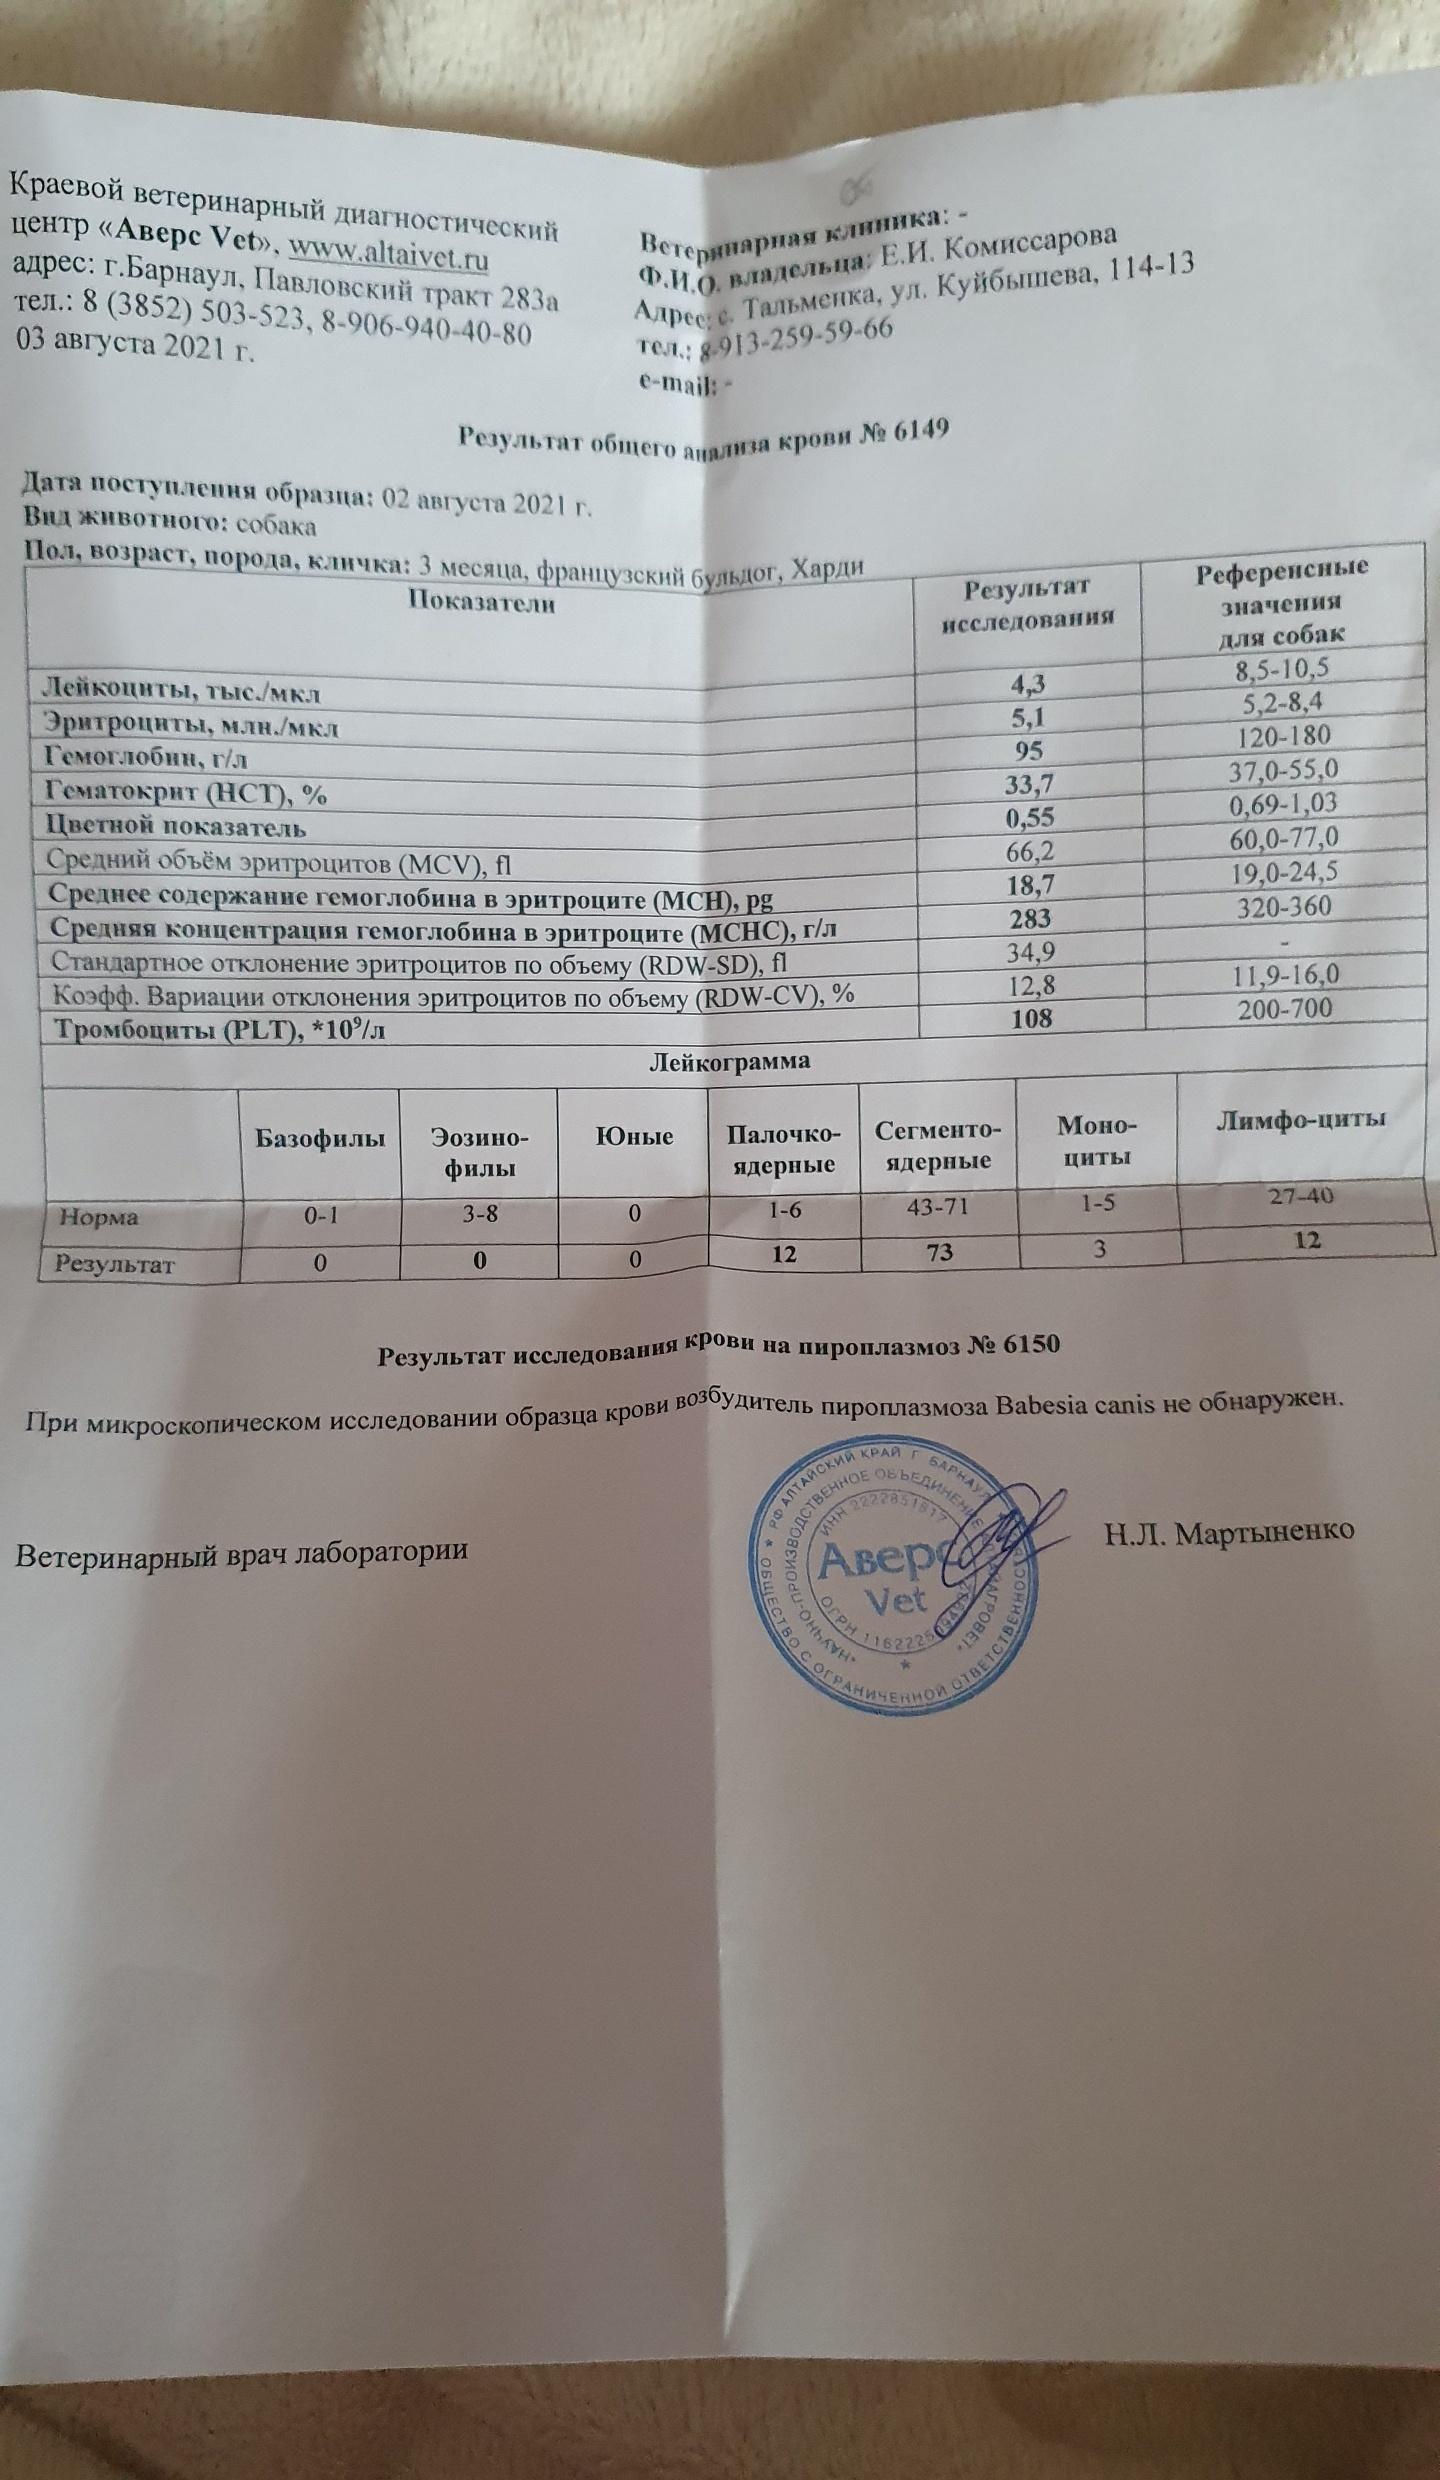 Краевой ветеринарный диагностический
центр «Аверс Vet», www.altaivet.ru
адрес: г.Барнаул, Павловский тракт 283а
тел.: 8 (3852) 503-523, 8-906-940-40-80
03 августа 2021 г.
Ветеринарная клиника: -
Ф.И.О. владельца: Е.И. Комиссарова
Адрес: с. Тальменка, ул. Куйбышева, 114-13
тел.: 8-913-259-59-66
e-mail: -
Результат общего анализа крови № 6149
Дата поступления образца: 02 августа 2021 г.
Вид животного: собака
Пол, возраст, порода, кличка: 3 месяца, французский бульдог, Харди
Показатели Результат исследования Референсные значения для собак
Лейкоциты, тыс./мкл 4,3 8,5-10,5
Эритроциты, млн./мкл 5,1 5,2-8,4
Гемоглобин, г/л 95 120-180
Гематокрит (HCT), % 33,7 37,0-55,0
Цветной показатель 0,55 0,69-1,03
Средний объём эритроцитов (MCV), fl 66,2 60,0-77,0
Среднее содержание гемоглобина в эритроците (MCH), pg 18,7 19,0-24,5
Средняя концентрация гемоглобина в эритроците (MCHC), г/л 283 320-360
Стандартное отклонение эритроцитов по объему (RDW-SD), fl 34,9 -
Коэфф. Вариации отклонения эритроцитов по объему (RDW-CV), % 12,8 11,9-16,0
Тромбоциты (PLT), *10⁹/л 108 200-700
Лейкограмма
Базофилы Эозино-филы Юные Палочко-ядерные Сегменто-ядерные Моно-циты Лимфо-циты
Норма 0-1 3-8 0 1-6 43-71 1-5 27-40
Результат 0 0 0 12 73 3 12
Результат исследования крови на пироплазмоз № 6150
При микроскопическом исследовании образца крови возбудитель пироплазмоза Babesia canis не обнаружен.
Ветеринарный врач лаборатории
Н.Л. Мартыненко
РФ АЛТАЙСКИЙ КРАЙ Г БАРНАУЛ
ОБЩЕСТВО С ОГРАНИЧЕННОЙ ОТВЕТСТВЕННОСТЬЮ
НАУЧНО-ПРОИЗВОДСТВЕННОЕ ОБЪЕДИНЕНИЕ
ИНН 2222851817
Аверс
Vet
ОГРН